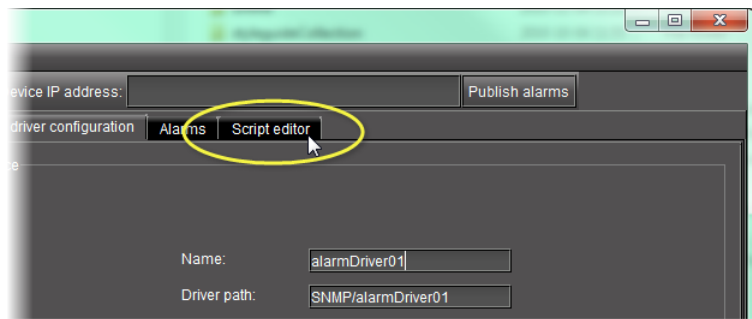 evice IP address: Publish alarms
driver configuration Alarms Script editor
Name: alarmDriver01
Driver path: SNMP/alarmDriver01